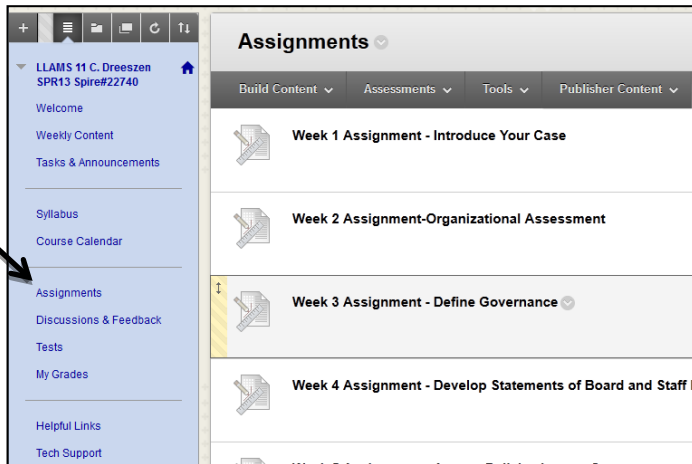 LLAMS 11 C. Dreeszen
SPR13 Spire#22740
Welcome
Weekly Content
Tasks & Announcements
Syllabus
Course Calendar
Assignments
Discussions & Feedback
Tests
My Grades
Helpful Links
Tech Support
Assignments
Build Content Assessments Tools Publisher Content
Week 1 Assignment - Introduce Your Case
Week 2 Assignment-Organizational Assessment
Week 3 Assignment - Define Governance
Week 4 Assignment - Develop Statements of Board and Staff